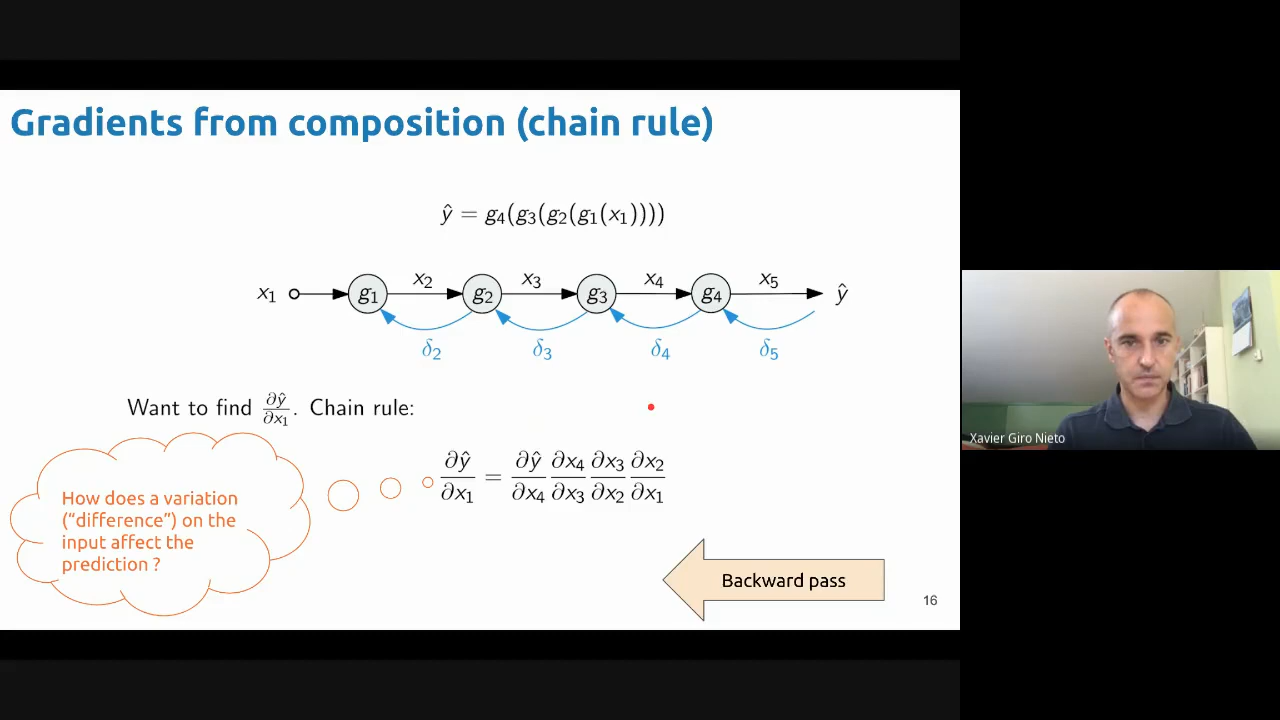 Gradients from composition (chain rule)
ŷ = g₄(g₃(g₂(g₁(x₁))))
x₁ g₁ x₂ g₂ x₃ g₃ x₄ g₄ x₅ ŷ
δ₂ δ₃ δ₄ δ₅
Want to find ∂ŷ/∂x₁. Chain rule:
∂ŷ/∂x₁ = ∂ŷ/∂x₄ ∂x₄/∂x₃ ∂x₃/∂x₂ ∂x₂/∂x₁
How does a variation
(“difference”) on the
input affect the
prediction ?
Backward pass
16
Xavier Giro Nieto